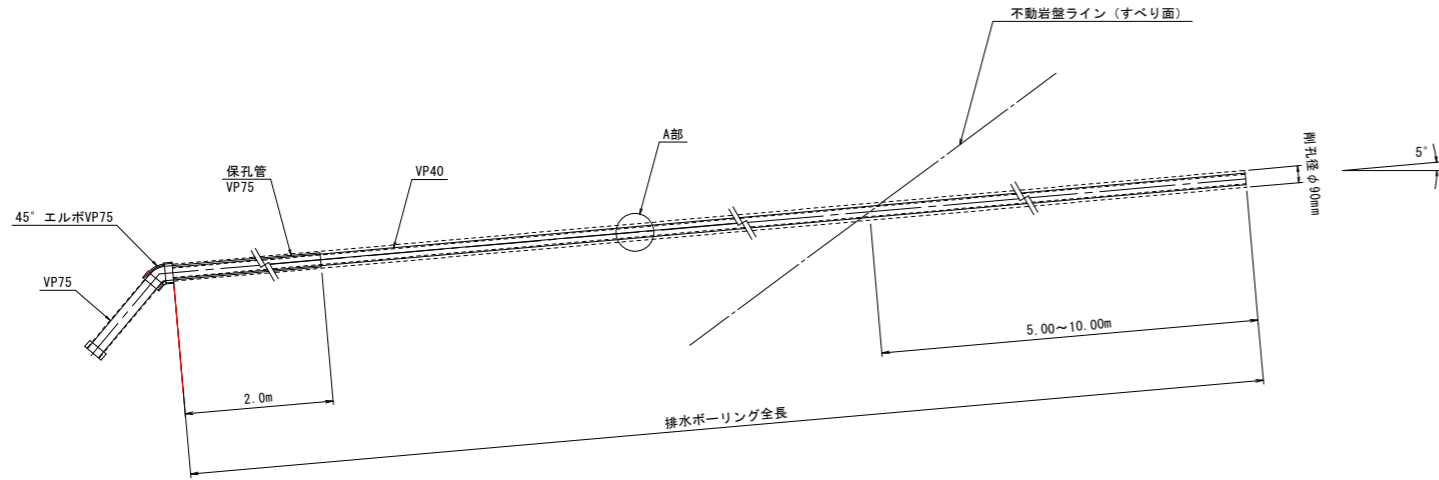 不動岩盤ライン（すべり面）
A部
削孔径φ90mm
5°
保孔管
VP75
VP40
45°エルボVP75
VP75
5.00～10.00m
2.0m
排水ボーリング全長